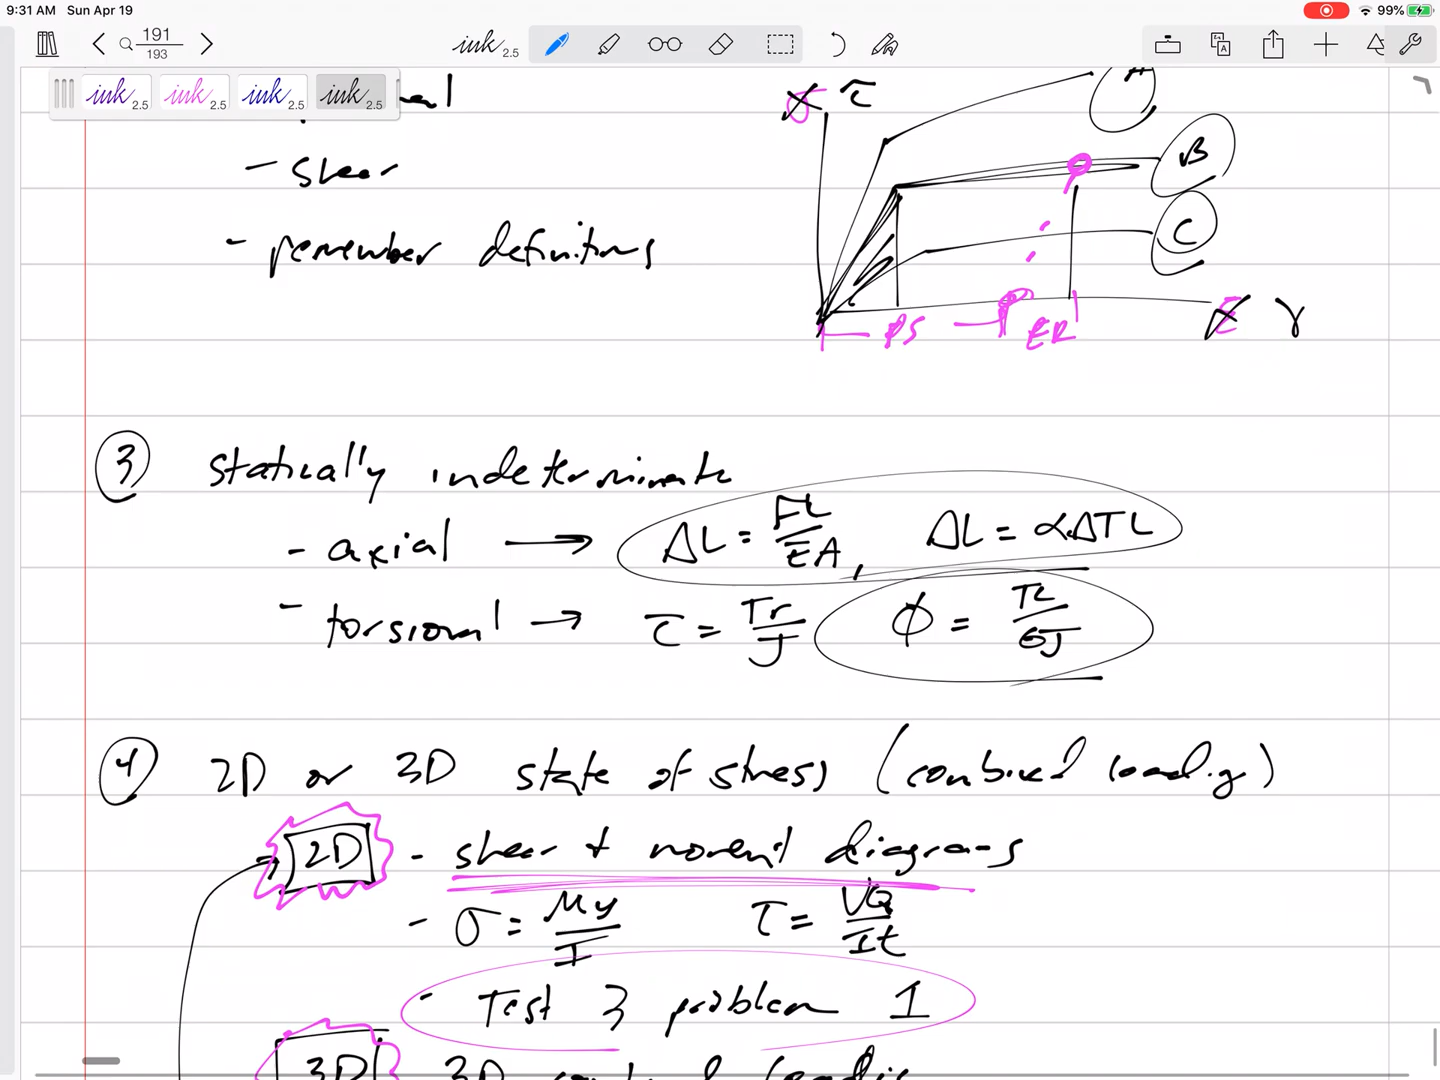 9:31 AM Sun Apr 19
99%
191
193
ink 2.5
ink 2.5 ink 2.5 ink 2.5 ink 2.5
- shear
- remember definitions
σ τ
A
B
C
PS ER
ε γ
3 statically indeterminate
- axial → ΔL = FL/EA, ΔL = αΔTL
- torsional → τ = Tr/J φ = TL/GJ
4 2D or 3D state of stress (combined loading)
2D - shear + moment diagrams
- σ = My/I τ = VQ/It
- Test 3 problem 1
3D 3D